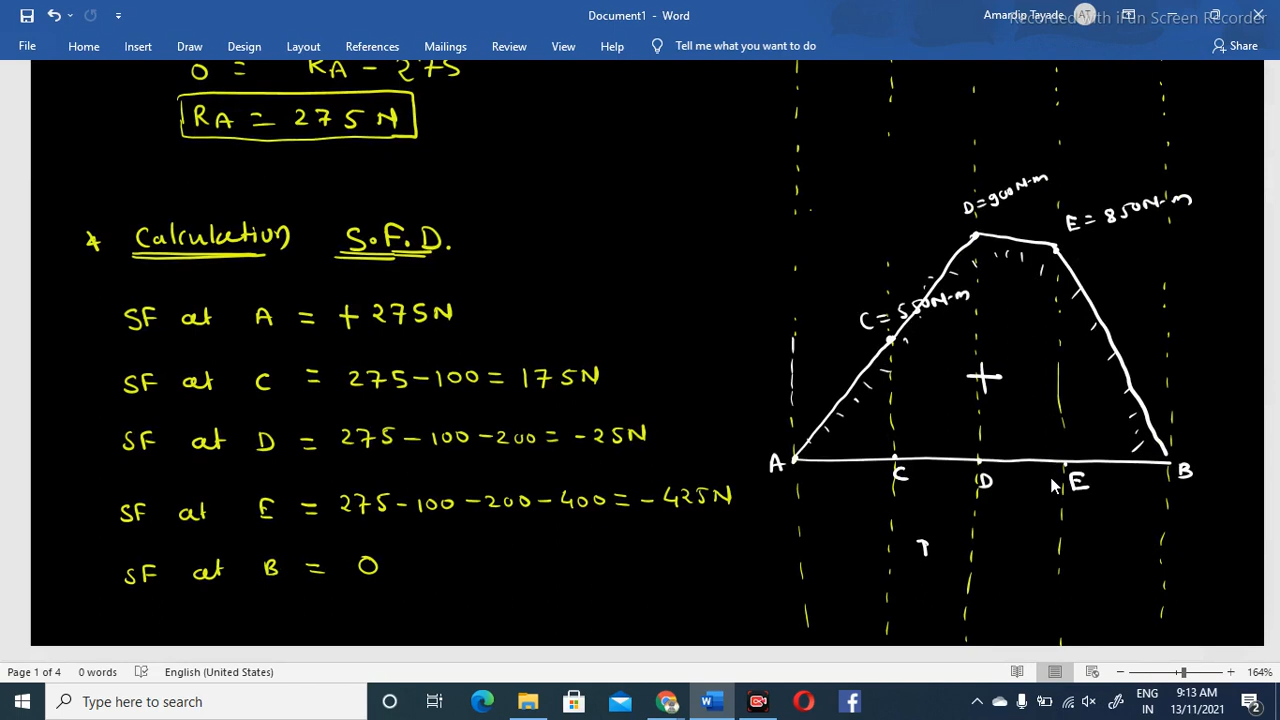 Document1 - Word
Amardip Tayade AT
Recorded with iFun Screen Recorder
File Home Insert Draw Design Layout References Mailings Review View Help Tell me what you want to do Share
0 = RA - 275
RA = 275 N
Calculation S.F.D.
SF at A = + 275N
SF at C = 275-100 = 175N
SF at D = 275-100-200 = -25N
SF at E = 275-100-200-400 = -425N
SF at B = 0
D=900N-m
E = 850N-m
C = 550N-m
+
A C D E B
Page 1 of 4 0 words English (United States) 164%
Type here to search
ENG IN
9:13 AM
13/11/2021
2